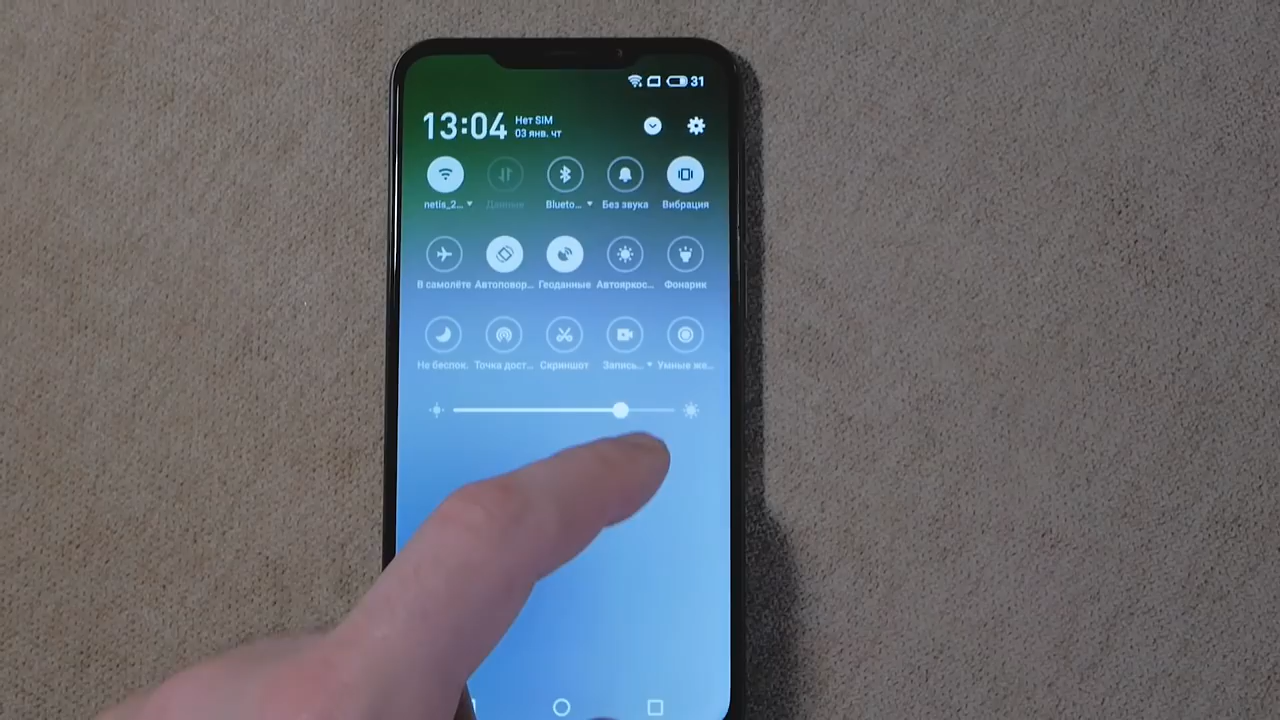 31
13:04
Нет SIM
03 янв. чт
netis_2...
Данные
Blueto...
Без звука
Вибрация
В самолёте
Автоповор...
Геоданные
Автояркос...
Фонарик
Не беспок.
Точка дост...
Скриншот
Запись...
Умные же...